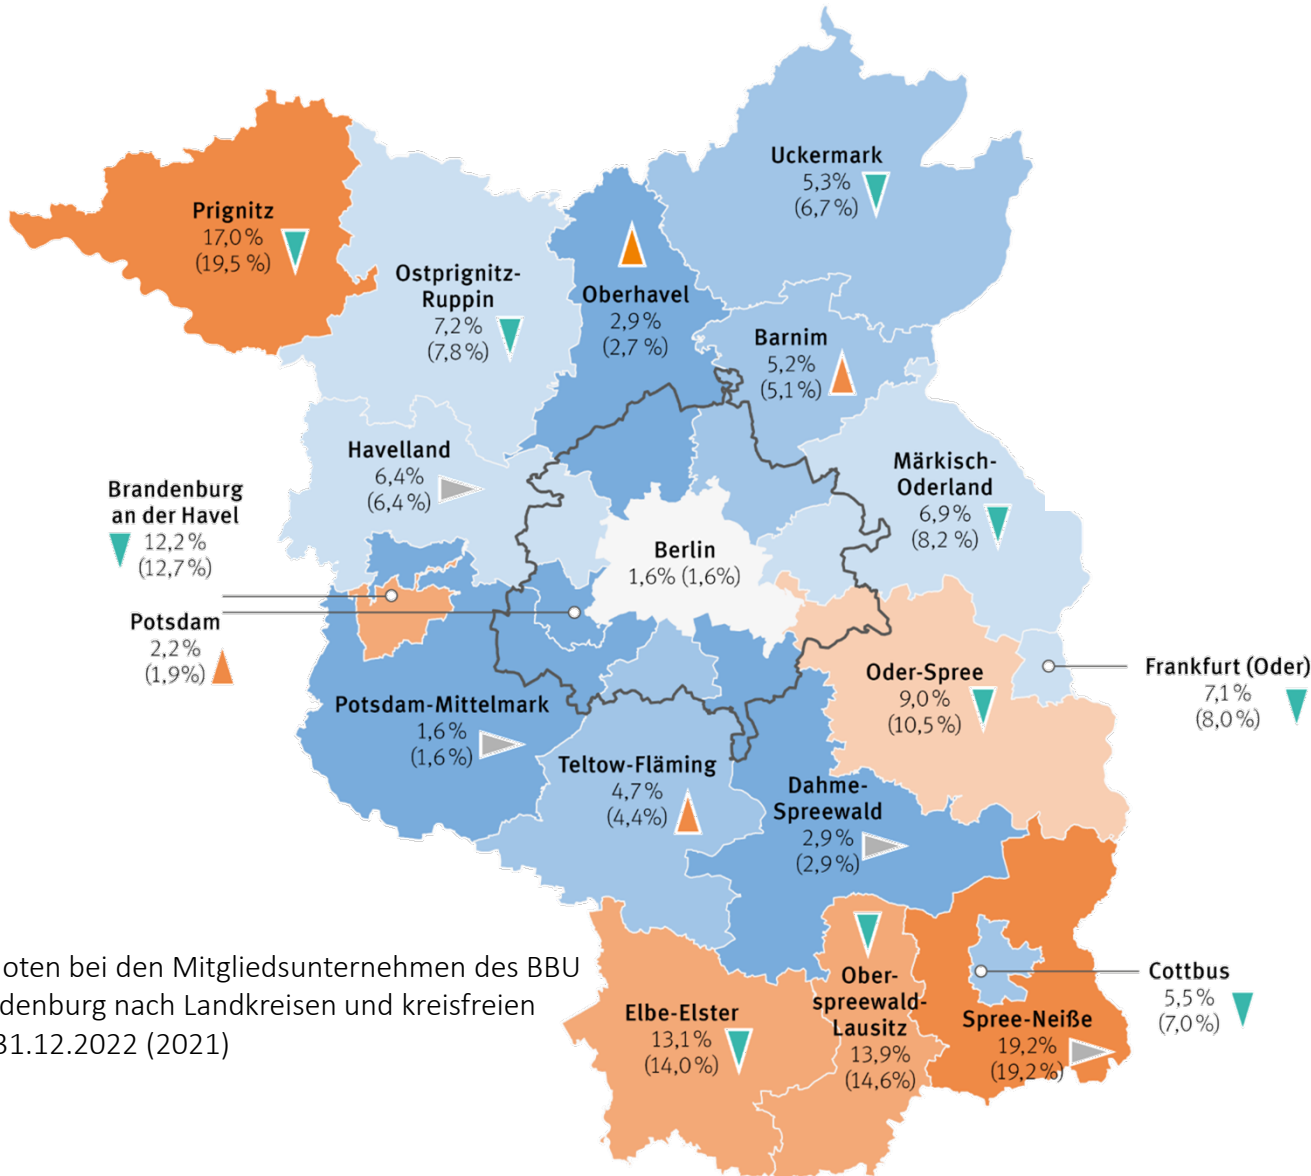 Uckermark
5,3%
(6,7 %)
Prignitz
17,0 %
(19,5 %)
Ostprignitz-
Ruppin
7,2 %
(7,8 %)
Oberhavel
2,9 %
(2,7 %)
Barnim
5,2%
(5,1 %)
Havelland
6,4%
(6,4 %)
Märkisch-
Oderland
6,9 %
(8,2 %)
Brandenburg
an der Havel
12,2 %
(12,7 %)
Berlin
1,6% (1,6%)
Potsdam
2,2 %
(1,9%)
Oder-Spree
9,0 %
(10,5 %)
Frankfurt (Oder)
7,1 %
(8,0 %)
Potsdam-Mittelmark
1,6 %
(1,6 %)
Teltow-Fläming
4,7%
(4,4%)
Dahme-
Spreewald
2,9 %
(2,9%)
oten bei den Mitgliedsunternehmen des BBU
denburg nach Landkreisen und kreisfreien
31.12.2022 (2021)
Elbe-Elster
13,1 %
(14,0 %)
Ober-
spreewald-
Lausitz
13,9%
(14,6%)
Spree-Neiße
19,2 %
(19,2 %)
Cottbus
5,5 %
(7,0 %)